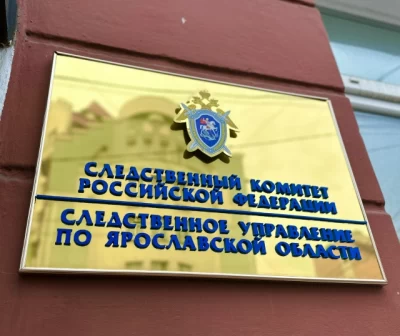 СЛЕДСТВЕННЫЙ КОМИТЕТ
РОССИЙСКОЙ ФЕДЕРАЦИИ
СЛЕДСТВЕННОЕ УПРАВЛЕНИЕ
ПО ЯРОСЛАВСКОЙ ОБЛАСТИ